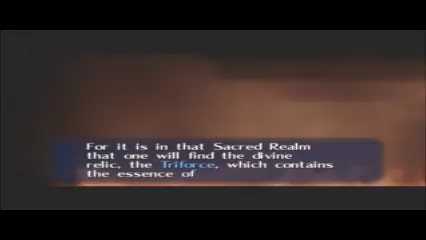 For it is in that Sacred Realm
that one will find the divine
relic, the Triforce, which contains
the essence of